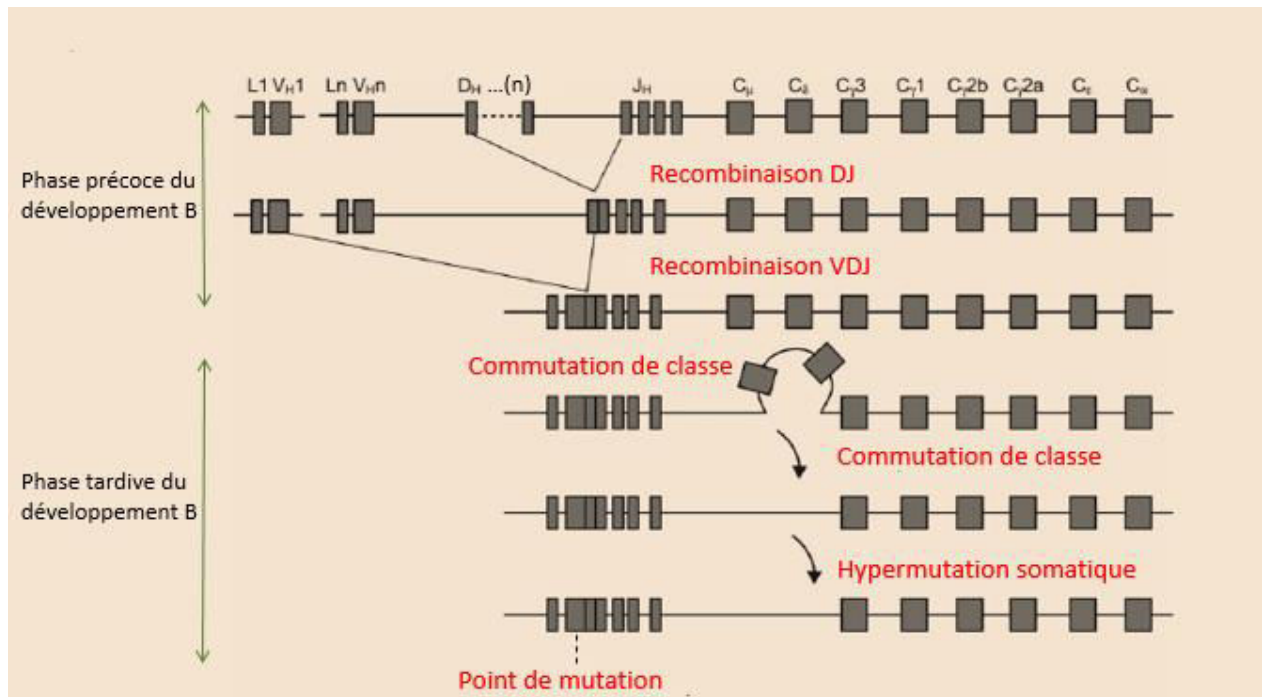 L1 VH1 Ln VHn DH ...(n) JH Cμ Cδ Cγ3 Cγ1 Cγ2b Cγ2a Cε Cα
Phase précoce du
développement B
Recombinaison DJ
Recombinaison VDJ
Commutation de classe
Commutation de classe
Phase tardive du
développement B
Hypermutation somatique
Point de mutation